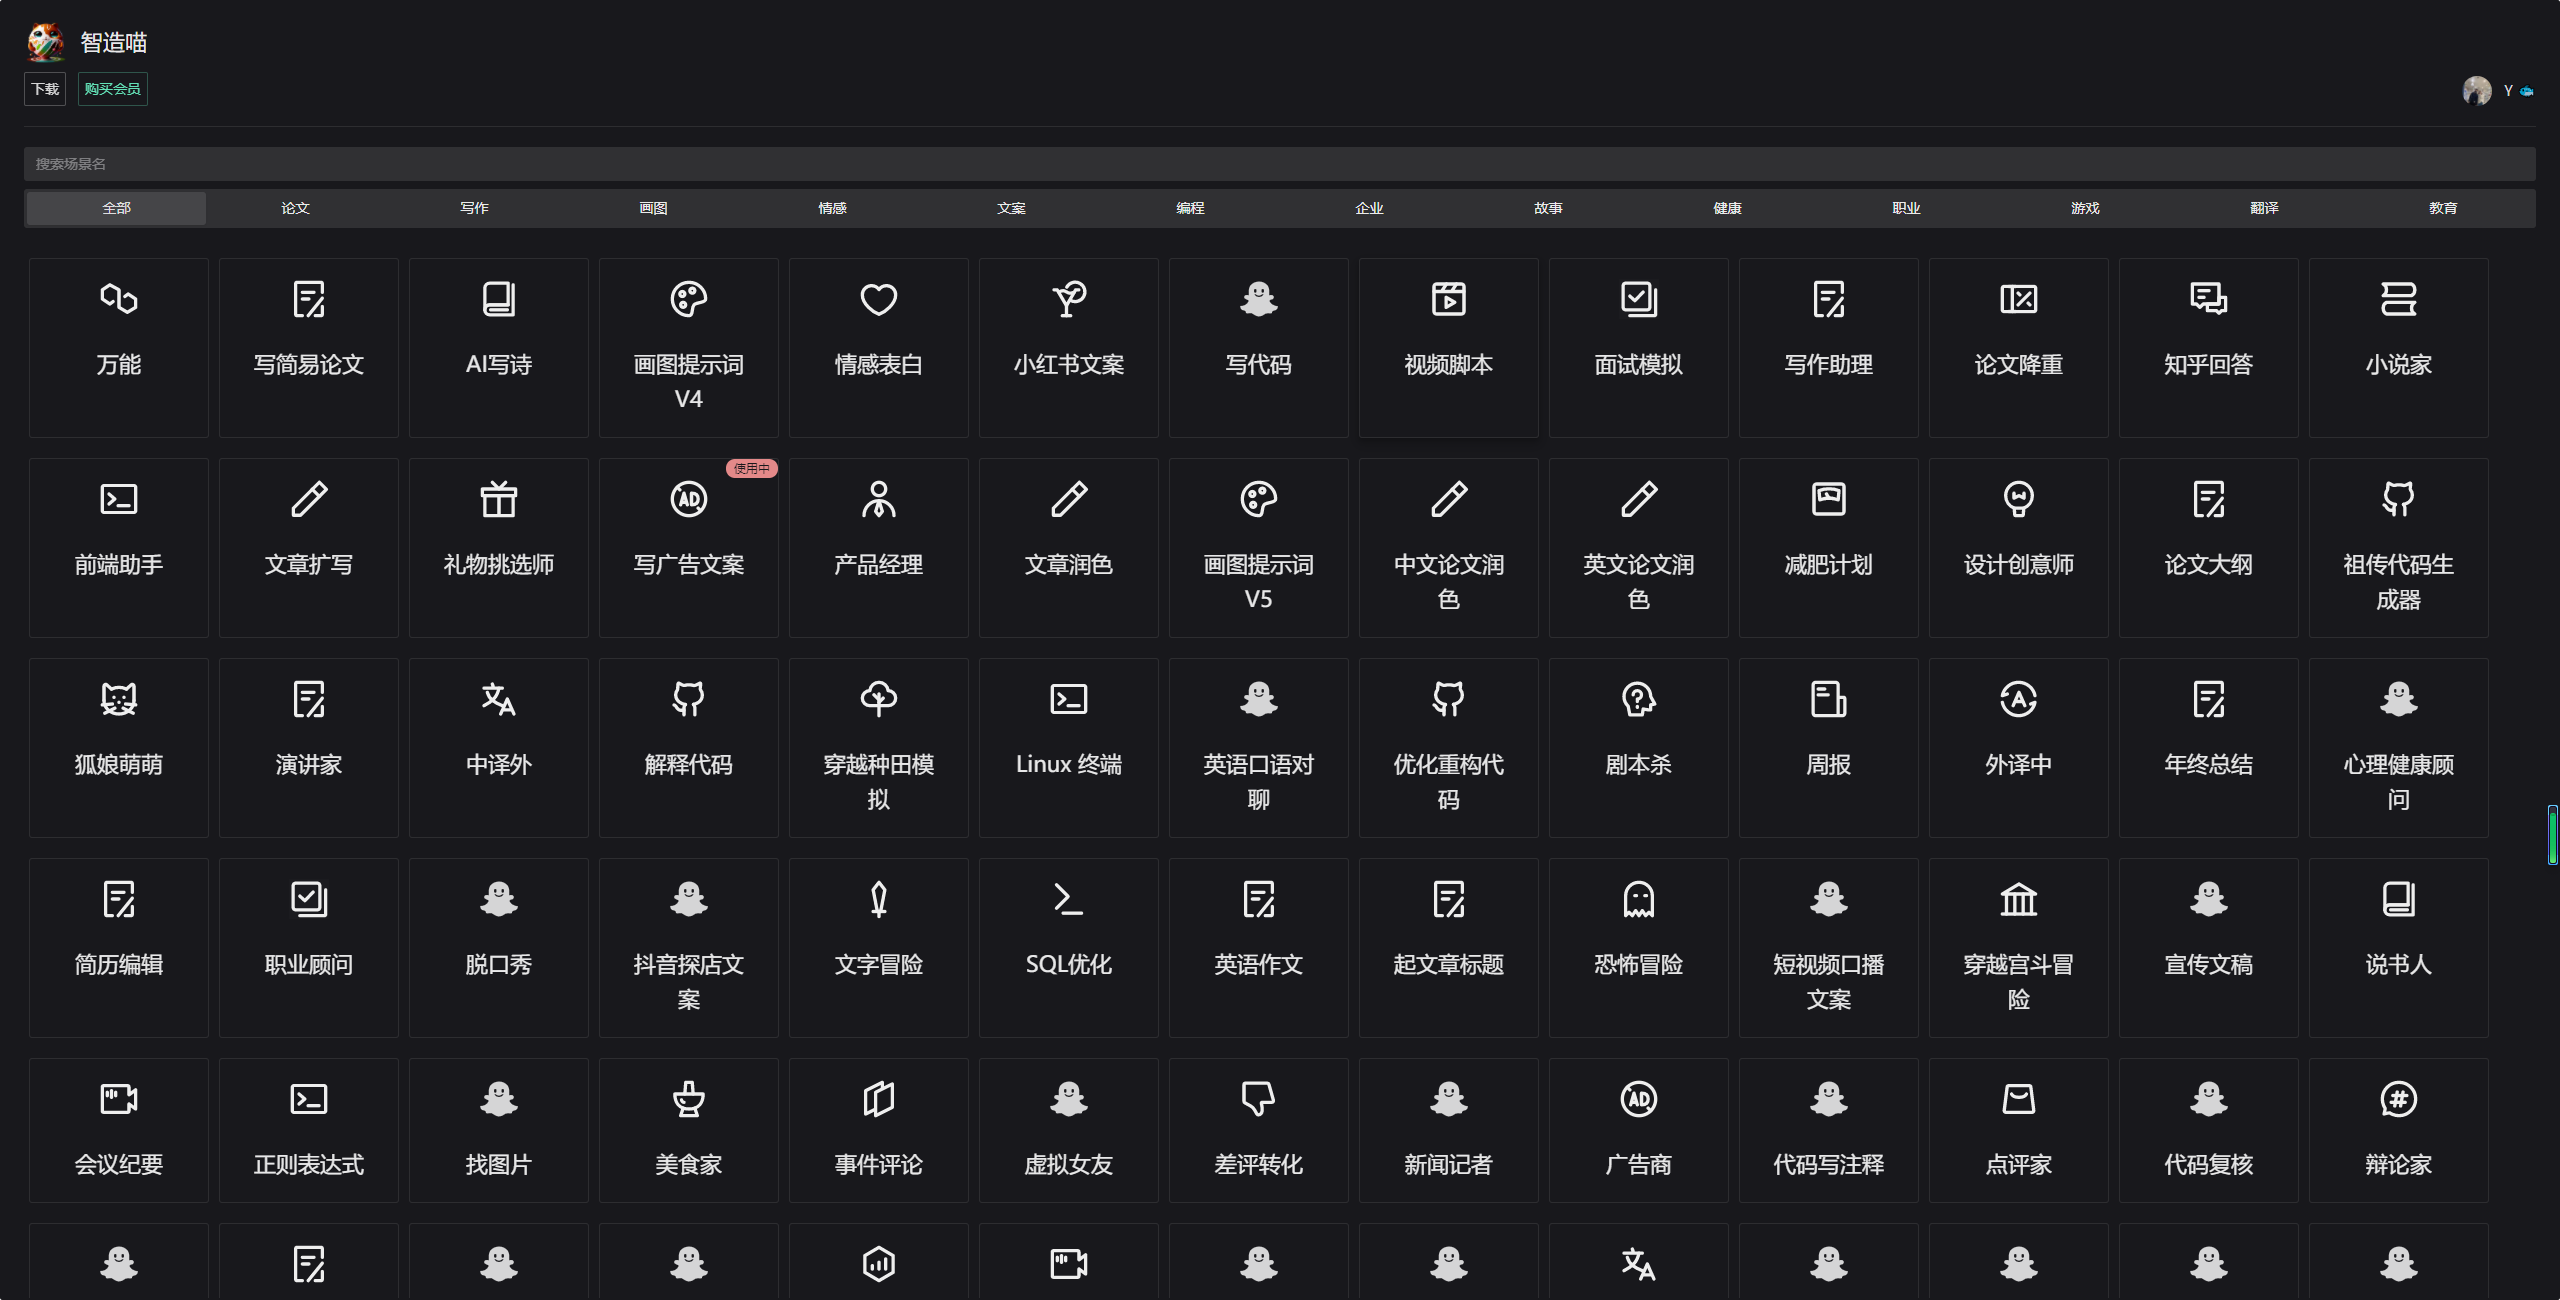 智造喵
下载
购买会员
Y
搜索场景名
全部
论文
写作
画图
情感
文案
编程
企业
故事
健康
职业
游戏
翻译
教育
万能
写简易论文
AI写诗
画图提示词
V4
情感表白
小红书文案
写代码
视频脚本
面试模拟
写作助理
论文降重
知乎回答
小说家
前端助手
文章扩写
礼物挑选师
使用中
AD
写广告文案
产品经理
文章润色
画图提示词
V5
中文论文润
色
英文论文润
色
减肥计划
设计创意师
论文大纲
祖传代码生
成器
狐娘萌萌
演讲家
中译外
解释代码
穿越种田模
拟
Linux 终端
英语口语对
聊
优化重构代
码
剧本杀
周报
外译中
年终总结
心理健康顾
问
简历编辑
职业顾问
脱口秀
抖音探店文
案
文字冒险
SQL优化
英语作文
起文章标题
恐怖冒险
短视频口播
文案
穿越宫斗冒
险
宣传文稿
说书人
会议纪要
正则表达式
找图片
美食家
事件评论
虚拟女友
差评转化
新闻记者
AD
广告商
代码写注释
点评家
代码复核
辩论家